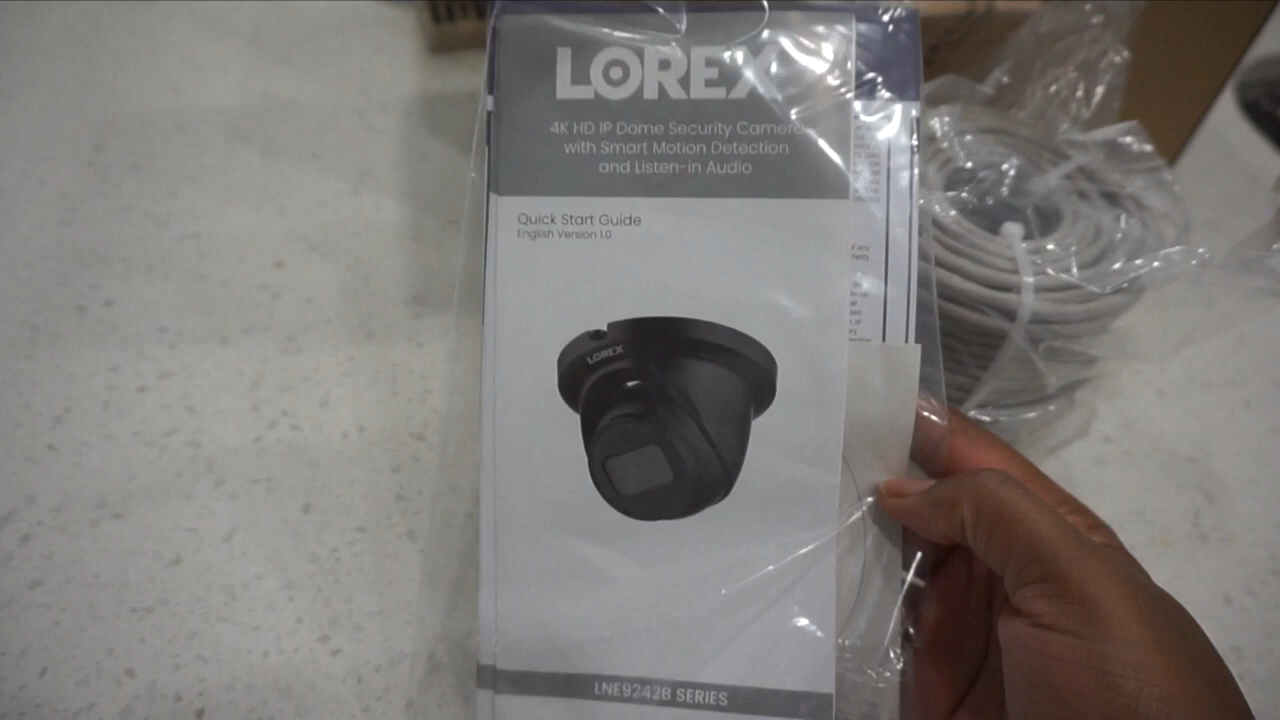 LOREX
4K HD IP Dome Security Camera
with Smart Motion Detection
and Listen-in Audio
Quick Start Guide
English Version 1.0
LOREX
LNE9242B SERIES
any